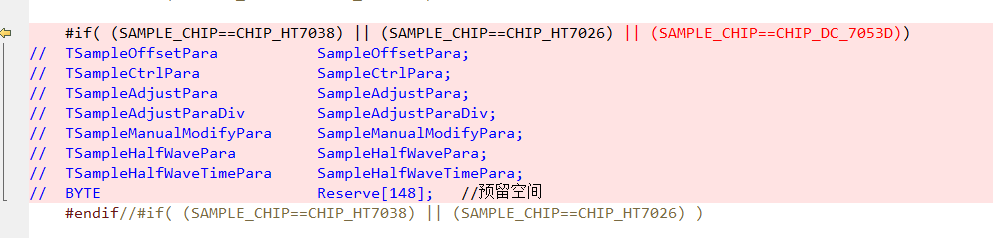 #if( (SAMPLE_CHIP==CHIP_HT7038) || (SAMPLE_CHIP==CHIP_HT7026) || (SAMPLE_CHIP==CHIP_DC_7053D))
//  TSampleOffsetPara          SampleOffsetPara;
//  TSampleCtrlPara            SampleCtrlPara;
//  TSampleAdjustPara          SampleAdjustPara;
//  TSampleAdjustParaDiv       SampleAdjustParaDiv;
//  TSampleManualModifyPara    SampleManualModifyPara;
//  TSampleHalfWavePara        SampleHalfWavePara;
//  TSampleHalfWaveTimePara    SampleHalfWaveTimePara;
//  BYTE                       Reserve[148];   //预留空间
#endif//#if( (SAMPLE_CHIP==CHIP_HT7038) || (SAMPLE_CHIP==CHIP_HT7026) )